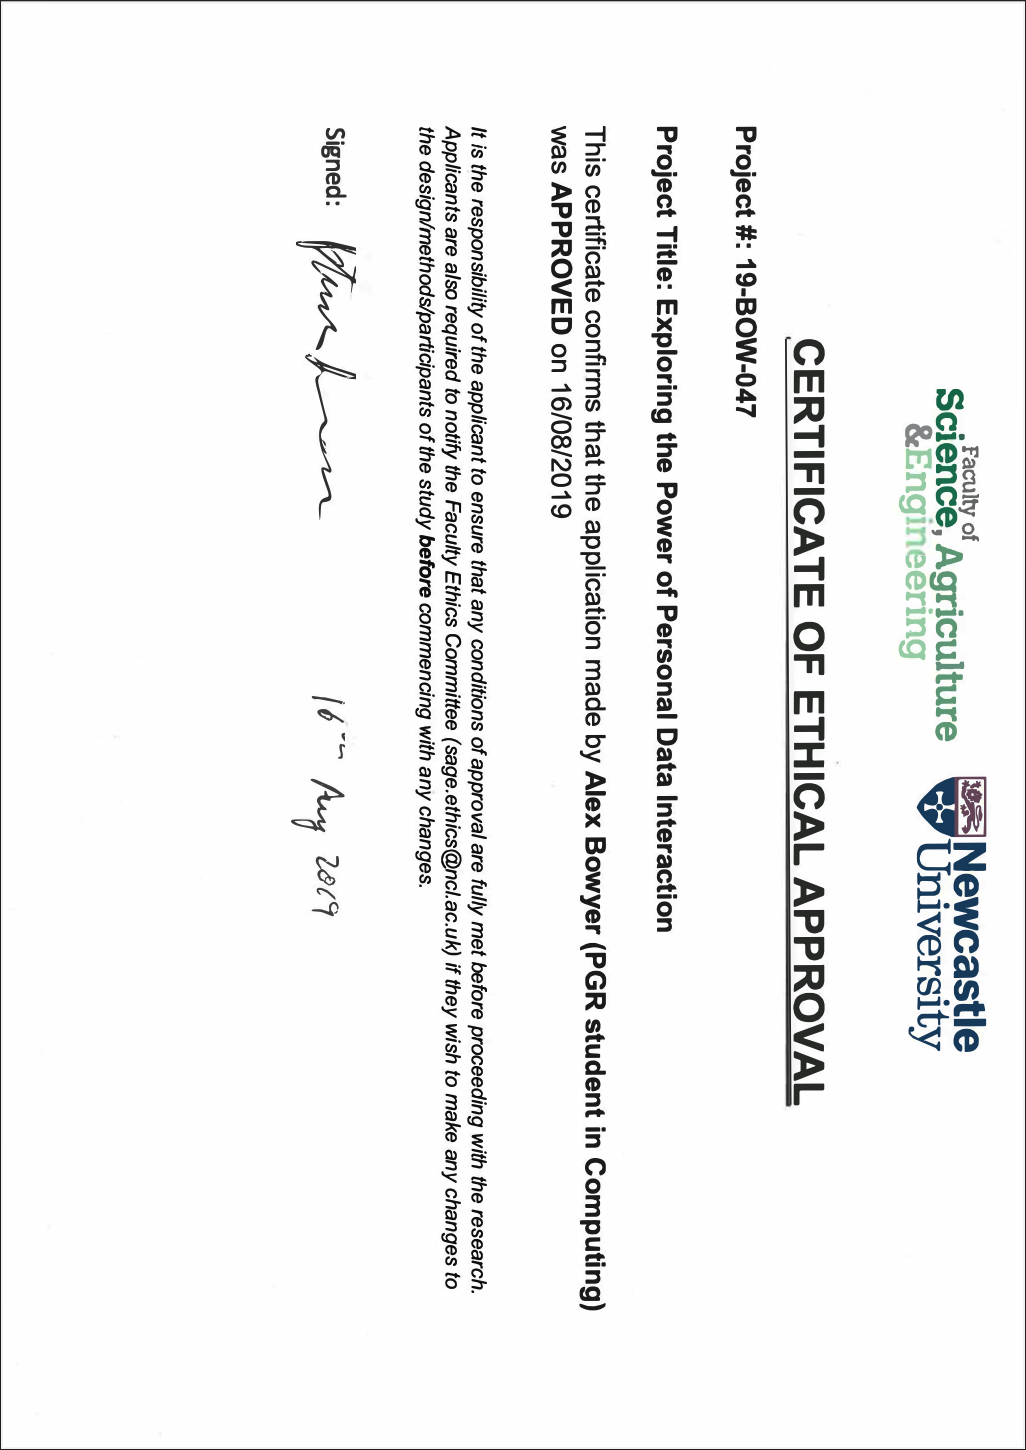 Faculty of
Science, Agriculture
&Engineering
Newcastle
University
CERTIFICATE OF ETHICAL APPROVAL
Project #: 19-BOW-047
Project Title: Exploring the Power of Personal Data Interaction
This certificate confirms that the application made by Alex Bowyer (PGR student in Computing)
was APPROVED on 16/08/2019
It is the responsibility of the applicant to ensure that any conditions of approval are fully met before proceeding with the research.
Applicants are also required to notify the Faculty Ethics Committee (sage.ethics@ncl.ac.uk) if they wish to make any changes to
the design/methods/participants of the study before commencing with any changes.
Signed:
16th Aug 2019